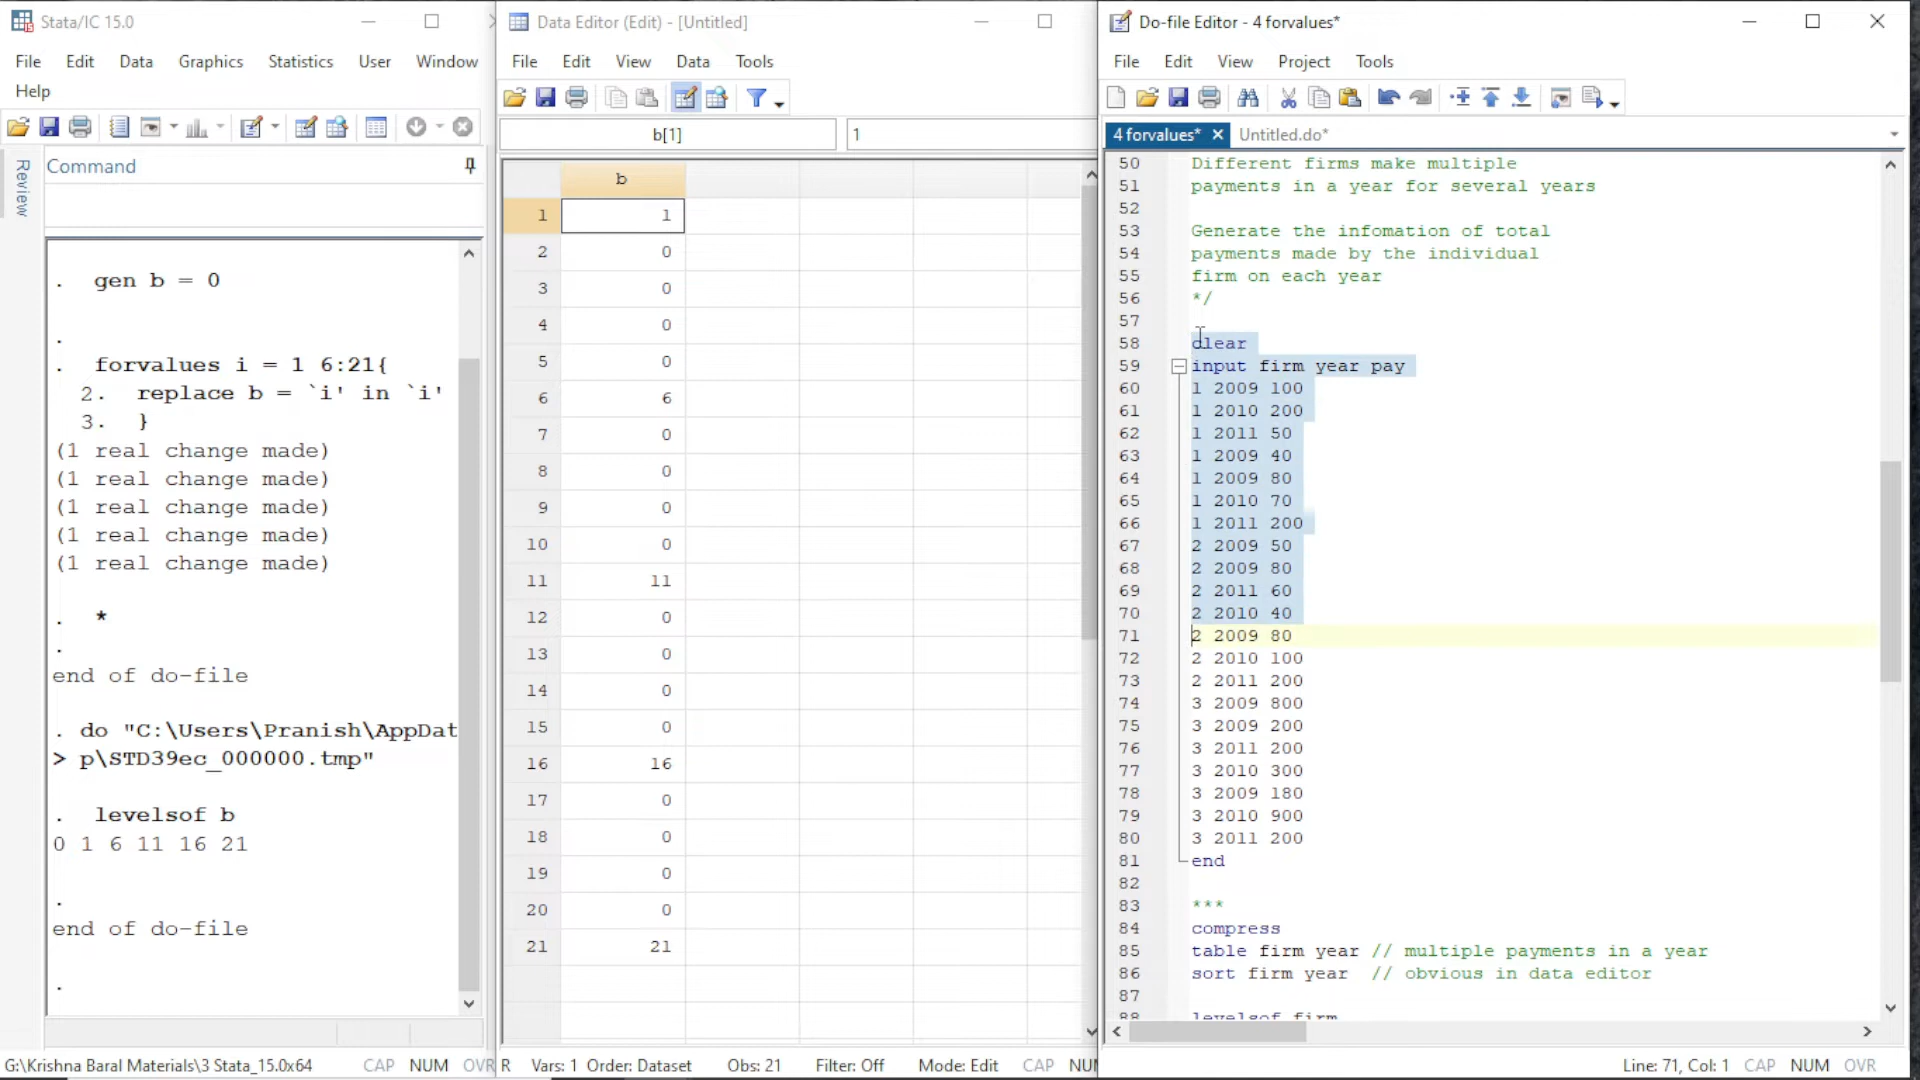 Stata/IC 15.0
File Edit Data Graphics Statistics User Window
Help
Review
Command
. gen b = 0
.
. forvalues i = 1 6:21{
2. replace b = `i' in `i'
3. }
(1 real change made)
(1 real change made)
(1 real change made)
(1 real change made)
(1 real change made)
. *
.
end of do-file
. do "C:\Users\Pranish\AppDat
> p\STD39ec_000000.tmp"
. levelsof b
0 1 6 11 16 21
.
end of do-file
.
G:\Krishna Baral Materials\3 Stata_15.0x64 CAP NUM OVR
Data Editor (Edit) - [Untitled]
File Edit View Data Tools
b[1] 1
b
1 1
2 0
3 0
4 0
5 0
6 6
7 0
8 0
9 0
10 0
11 11
12 0
13 0
14 0
15 0
16 16
17 0
18 0
19 0
20 0
21 21
R Vars: 1 Order: Dataset Obs: 21 Filter: Off Mode: Edit CAP NUM
Do-file Editor - 4 forvalues*
File Edit View Project Tools
4 forvalues* Untitled.do*
50 Different firms make multiple
51 payments in a year for several years
52
53 Generate the infomation of total
54 payments made by the individual
55 firm on each year
56 */
57
58 clear
59 input firm year pay
60 1 2009 100
61 1 2010 200
62 1 2011 50
63 1 2009 40
64 1 2009 80
65 1 2010 70
66 1 2011 200
67 2 2009 50
68 2 2009 80
69 2 2011 60
70 2 2010 40
71 2 2009 80
72 2 2010 100
73 2 2011 200
74 3 2009 800
75 3 2009 200
76 3 2011 200
77 3 2010 300
78 3 2009 180
79 3 2010 900
80 3 2011 200
81 end
82
83 ***
84 compress
85 table firm year // multiple payments in a year
86 sort firm year // obvious in data editor
87
88 levelsof firm
Line: 71, Col: 1 CAP NUM OVR